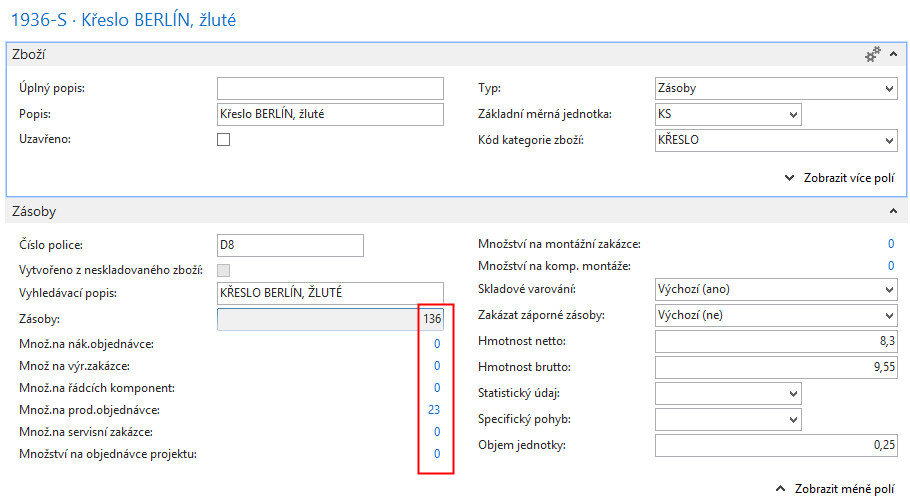 1936-S · Křeslo BERLÍN, žluté
Zboží
Úplný popis:
Popis: Křeslo BERLÍN, žluté
Uzavřeno:
Typ: Zásoby
Základní měrná jednotka: KS
Kód kategorie zboží: KŘESLO
Zobrazit více polí
Zásoby
Číslo police: D8
Vytvořeno z neskladovaného zboží:
Vyhledávací popis: KŘESLO BERLÍN, ŽLUTÉ
Zásoby: 136
Množ.na nák.objednávce: 0
Množ na výr.zakázce: 0
Množ.na řádcích komponent: 0
Množ.na prod.objednávce: 23
Množ.na servisní zakázce: 0
Množství na objednávce projektu: 0
Množství na montážní zakázce: 0
Množství na komp. montáže: 0
Skladové varování: Výchozí (ano)
Zakázat záporné zásoby: Výchozí (ne)
Hmotnost netto: 8,3
Hmotnost brutto: 9,55
Statistický údaj:
Specifický pohyb:
Objem jednotky: 0,25
Zobrazit méně polí